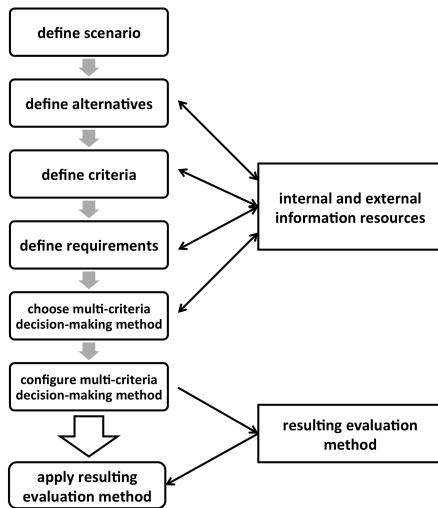 define scenario
define alternatives
define criteria
define requirements
choose multi-criteria
decision-making method
configure multi-criteria
decision-making method
apply resulting
evaluation method
internal and external
information resources
resulting evaluation
method